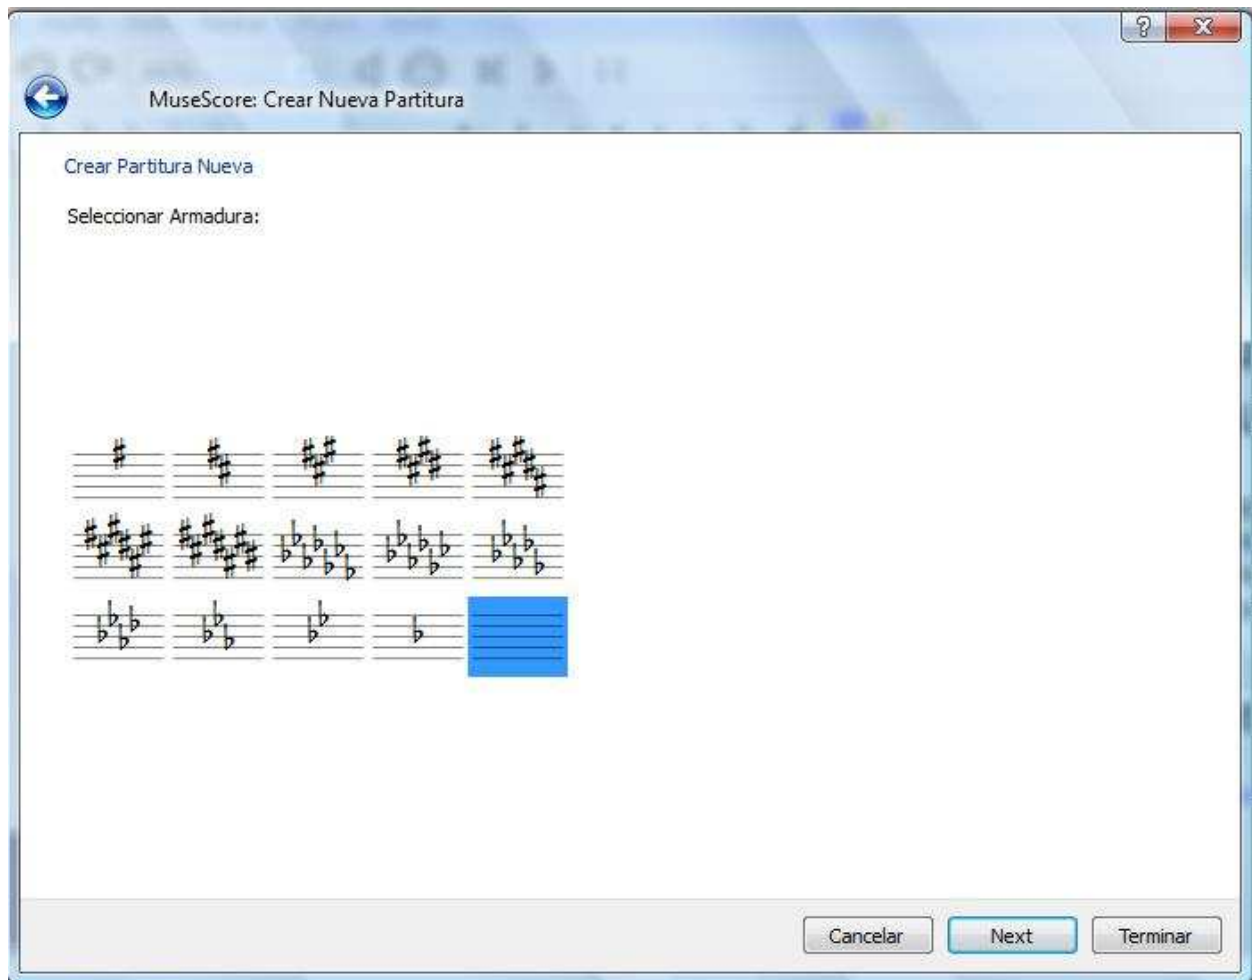 MuseScore: Crear Nueva Partitura
Crear Partitura Nueva
Seleccionar Armadura:
Cancelar
Next
Terminar